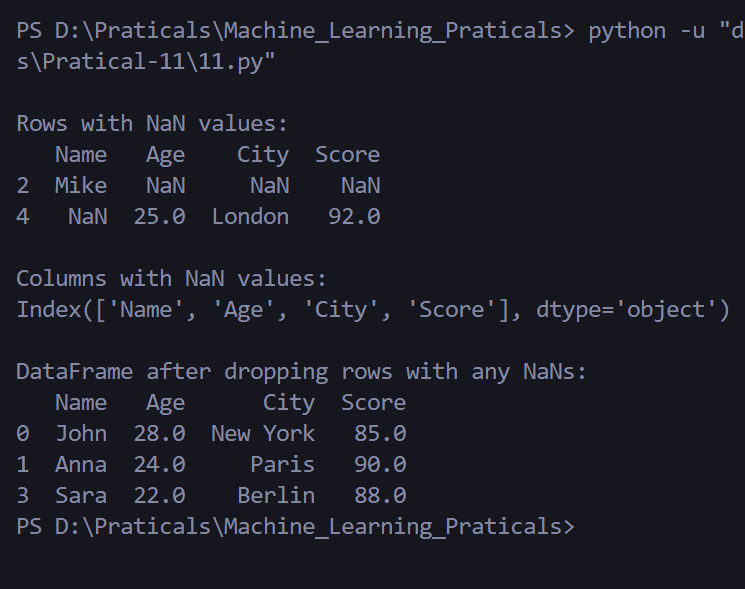 PS D:\Praticals\Machine_Learning_Praticals> python -u "d
s\Pratical-11\11.py"
Rows with NaN values:
   Name   Age    City  Score
2  Mike   NaN     NaN    NaN
4   NaN  25.0  London   92.0
Columns with NaN values:
Index(['Name', 'Age', 'City', 'Score'], dtype='object')
DataFrame after dropping rows with any NaNs:
   Name   Age      City  Score
0  John  28.0  New York   85.0
1  Anna  24.0     Paris   90.0
3  Sara  22.0    Berlin   88.0
PS D:\Praticals\Machine_Learning_Praticals>